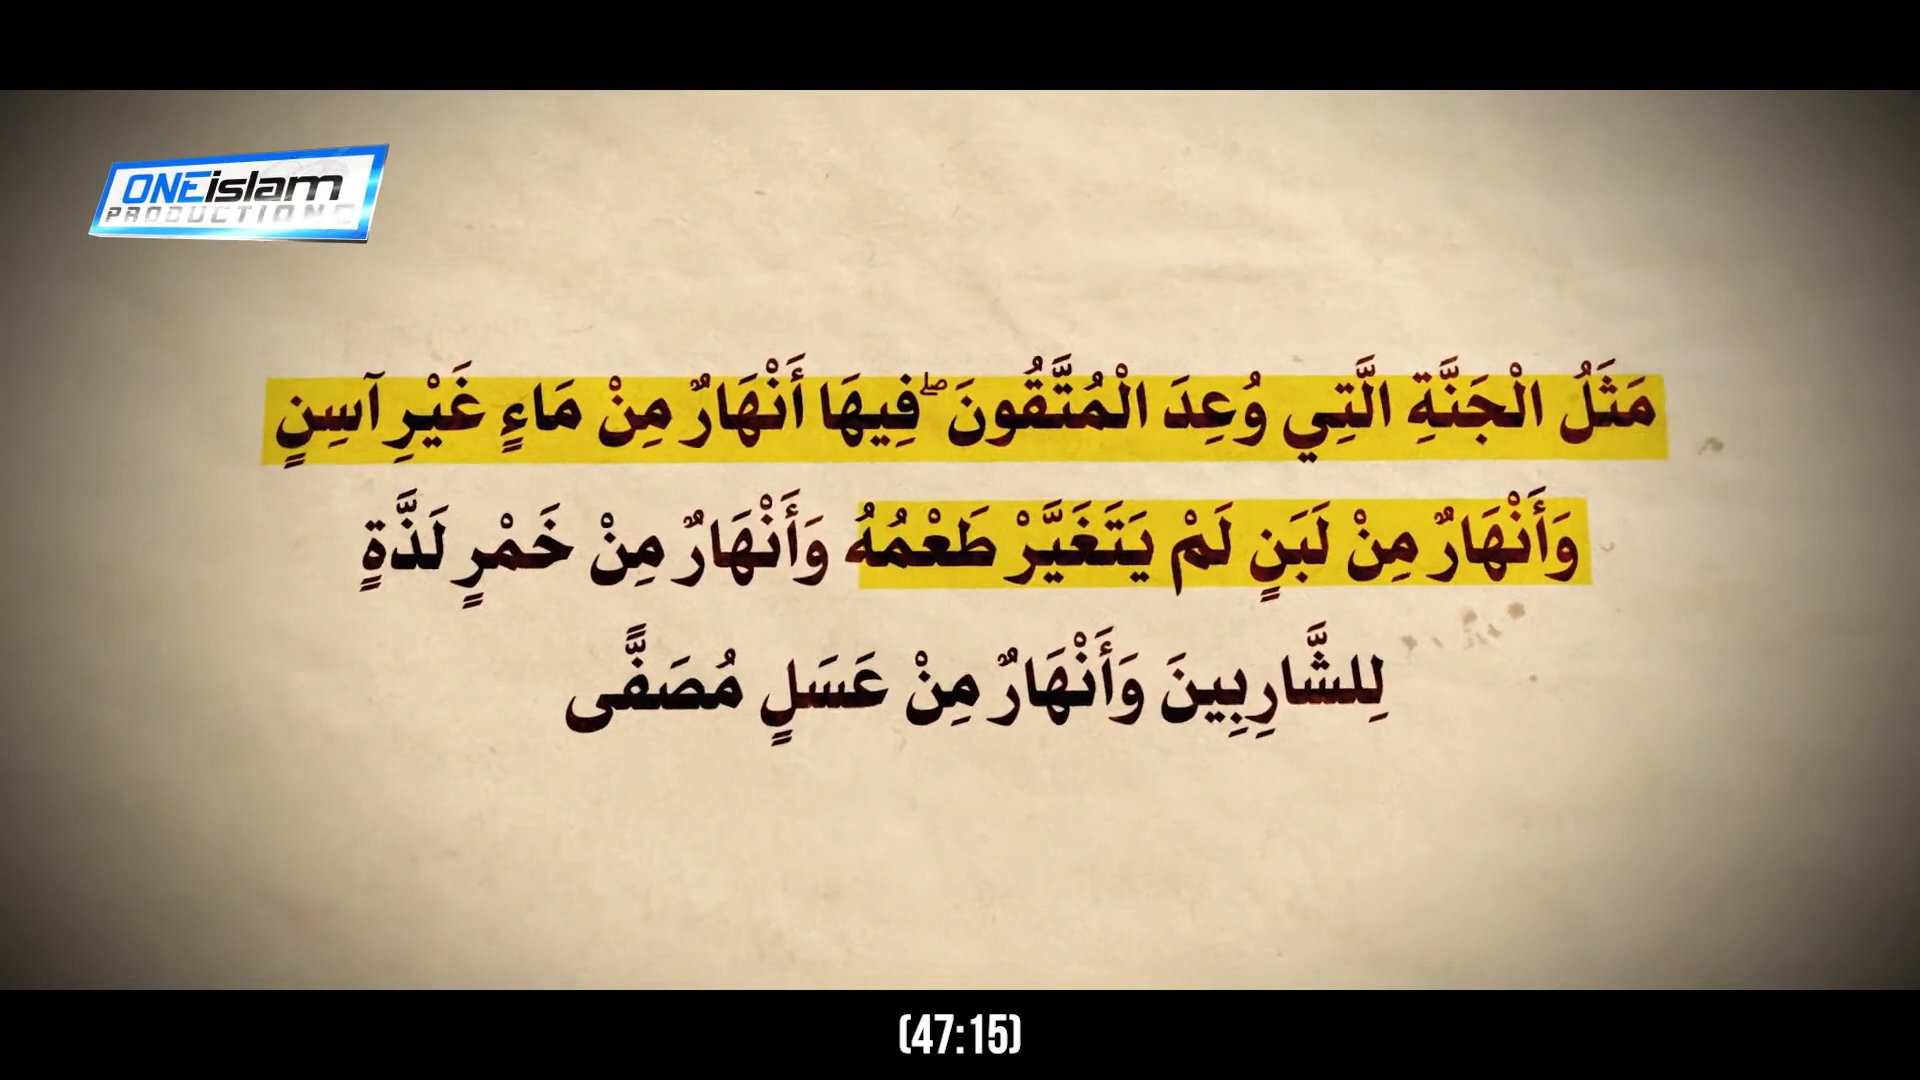 ONEislam
PRODUCTIONS
مَثَلُ الْجَنَّةِ الَّتِي وُعِدَ الْمُتَّقُونَ ۖ فِيهَا أَنْهَارٌ مِنْ مَاءٍ غَيْرِ آسِنٍ
وَأَنْهَارٌ مِنْ لَبَنٍ لَمْ يَتَغَيَّرْ طَعْمُهُ وَأَنْهَارٌ مِنْ خَمْرٍ لَذَّةٍ
لِلشَّارِبِينَ وَأَنْهَارٌ مِنْ عَسَلٍ مُصَفًّى
(47:15)